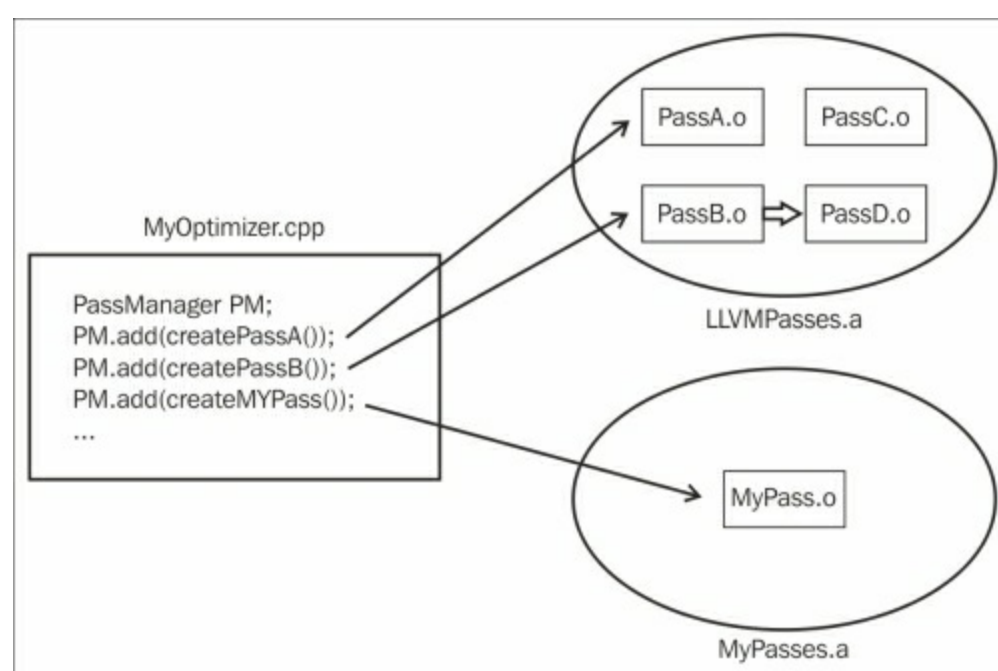 MyOptimizer.cpp
PassManager PM;
PM.add(createPassA());
PM.add(createPassB());
PM.add(createMYPass());
...
PassA.o
PassC.o
PassB.o
PassD.o
LLVMPasses.a
MyPass.o
MyPasses.a